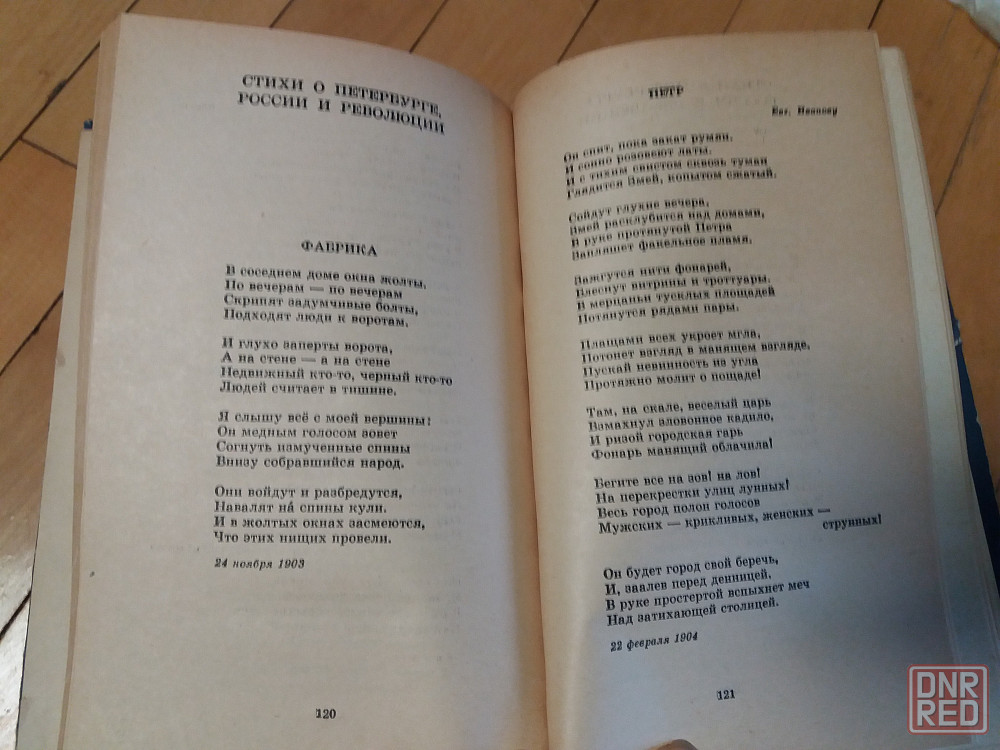 СТИХИ О ПЕТЕРБУРГЕ,
РОССИИ И РЕВОЛЮЦИИ
ФАБРИКА
В соседнем доме окна жолты.
По вечерам — по вечерам
Скрипят задумчивые болты,
Подходят люди к воротам,
И глухо заперты ворота,
А на стене — а на стене
Недвижный кто-то, черный кто-то
Людей считает в тишине.
Я слышу всё с моей вершины:
Он медным голосом зовет
Согнуть измученные спины
Внизу собравшийся народ.
Они войдут и разбредутся,
Навалят на́ спины кули.
И в жолтых окнах засмеются,
Что этих нищих провели.
24 ноября 1903
120
ПЕТР
Евг. Иванову
Он спит, пока закат румян.
И сонно розовеют латы.
И с тихим свистом сквозь туман
Глядится Змей, копытом сжатый.
Сойдут глухие вечера,
Змей расклубится над домами,
В руке протянутой Петра
Запляшет факельное пламя.
Зажгутся нити фонарей,
Блеснут витрины и троттуары.
В мерцаньи тусклых площадей
Потянутся рядами пары.
Плащами всех укроет мгла,
Потонет взгляд в манящем взгляде.
Пускай невинность из угла
Протяжно молит о пощаде!
Там, на скале, веселый царь
Взмахнул зловонное кадило,
И ризой городская гарь
Фонарь манящий облачила!
Бегите все на зов! на лов!
На перекрестки улиц лунных!
Весь город полон голосов
Мужских — крикливых, женских —
струнных!
Он будет город свой беречь,
И, заалев перед денницей,
В руке простертой вспыхнет меч
Над затихающей столицей.
22 февраля 1904
121
DNR
RED